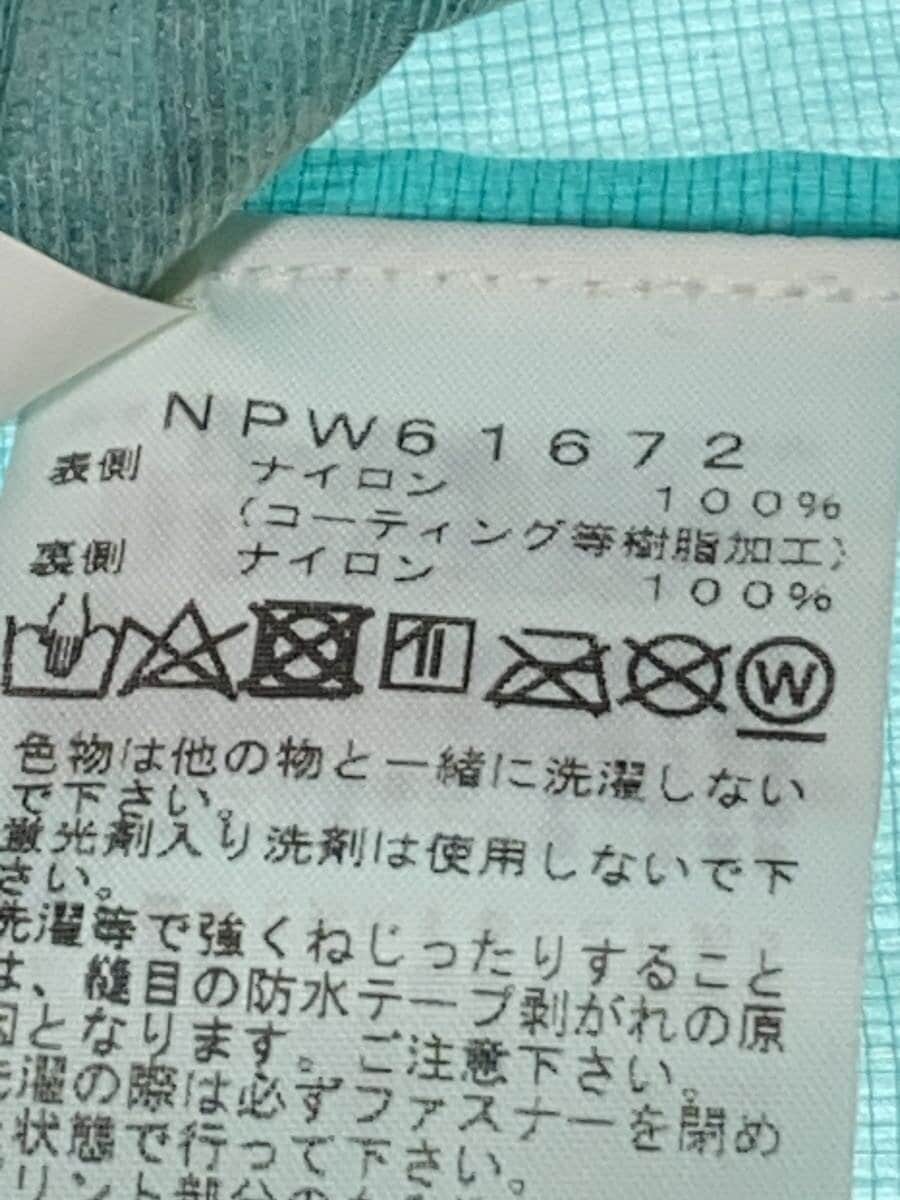 NPW61672
表側 ナイロン 100%
(コーティング等樹脂加工)
裏側 ナイロン 100%
W
色物は他の物と一緒に洗濯しない
で下さい。
蛍光剤入り洗剤は使用しないで下
さい。
洗濯等で強くねじったりすること
は、縫目の防水テープ剥がれの原
因となります。ご注意下さい。
洗濯の際は必ずファスナーを閉め
状態で行って下さい。
リント部分の